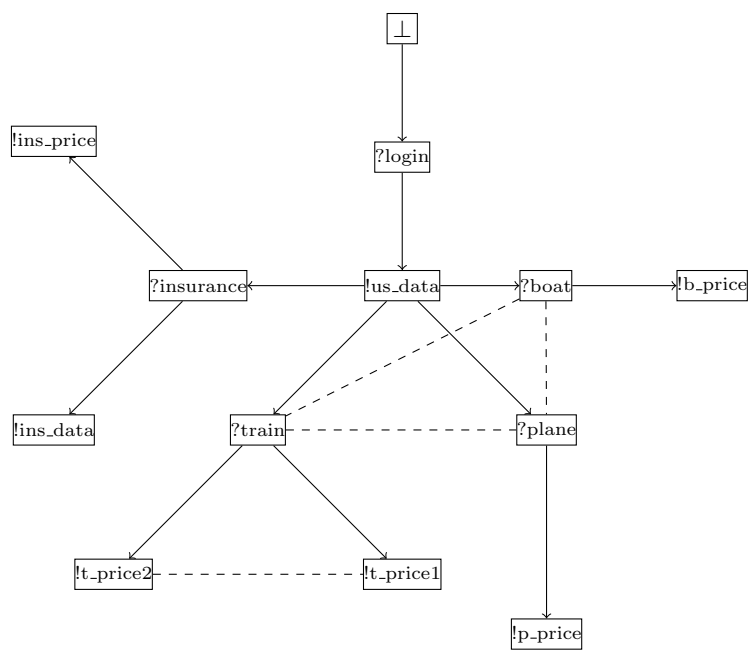 ⊥
!ins_price
?login
?insurance
!us_data
?boat
!b_price
!ins_data
?train
?plane
!t_price2
!t_price1
!p_price